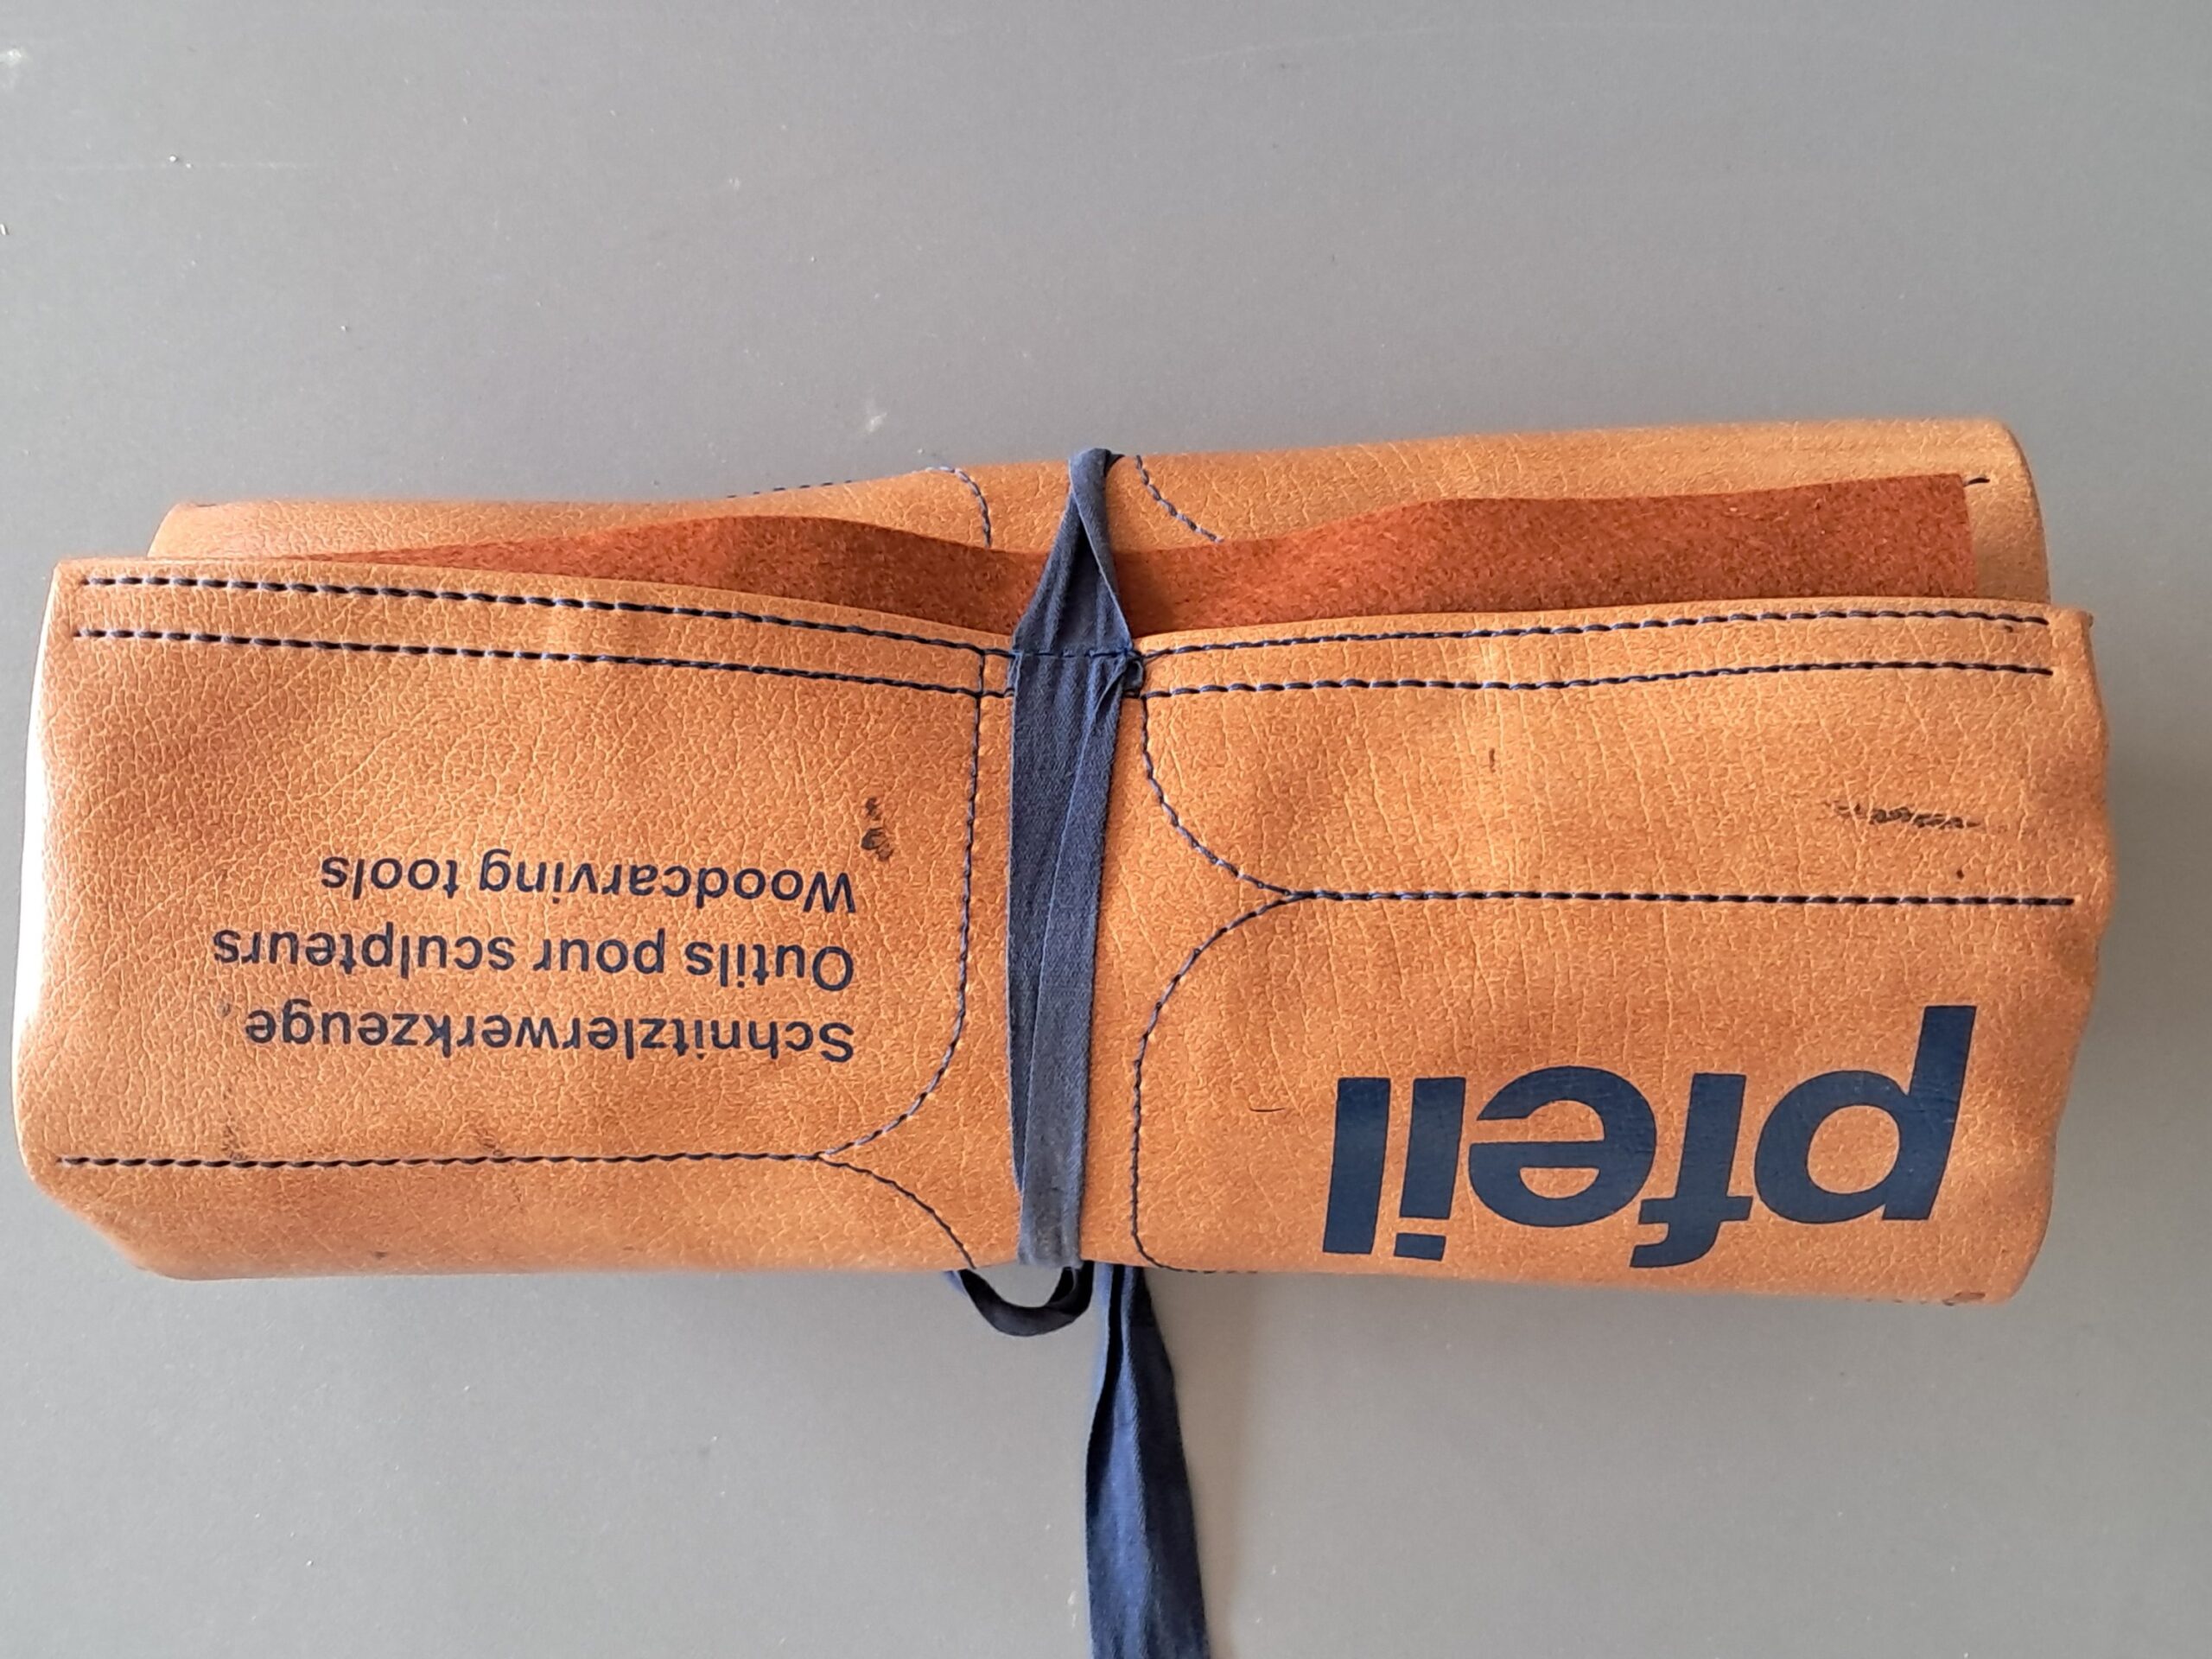 pfeil
Schnitzlerwerkzeuge
Outils pour sculpteurs
Woodcarving tools